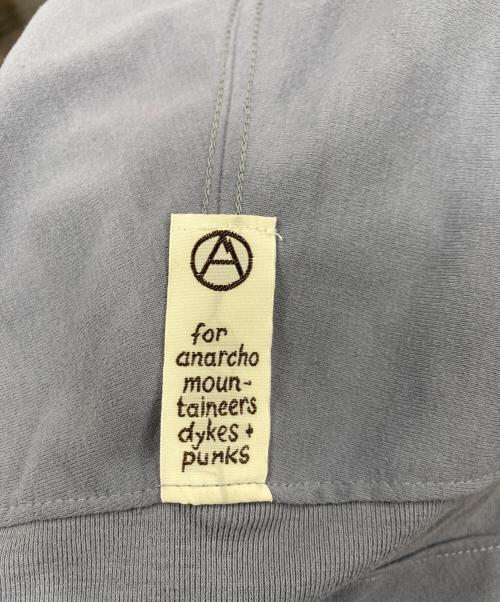 A
for
anarcho
moun-
taineers
dykes +
punks